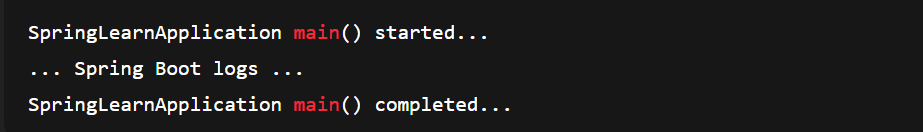 SpringLearnApplication main() started...
... Spring Boot logs ...
SpringLearnApplication main() completed...